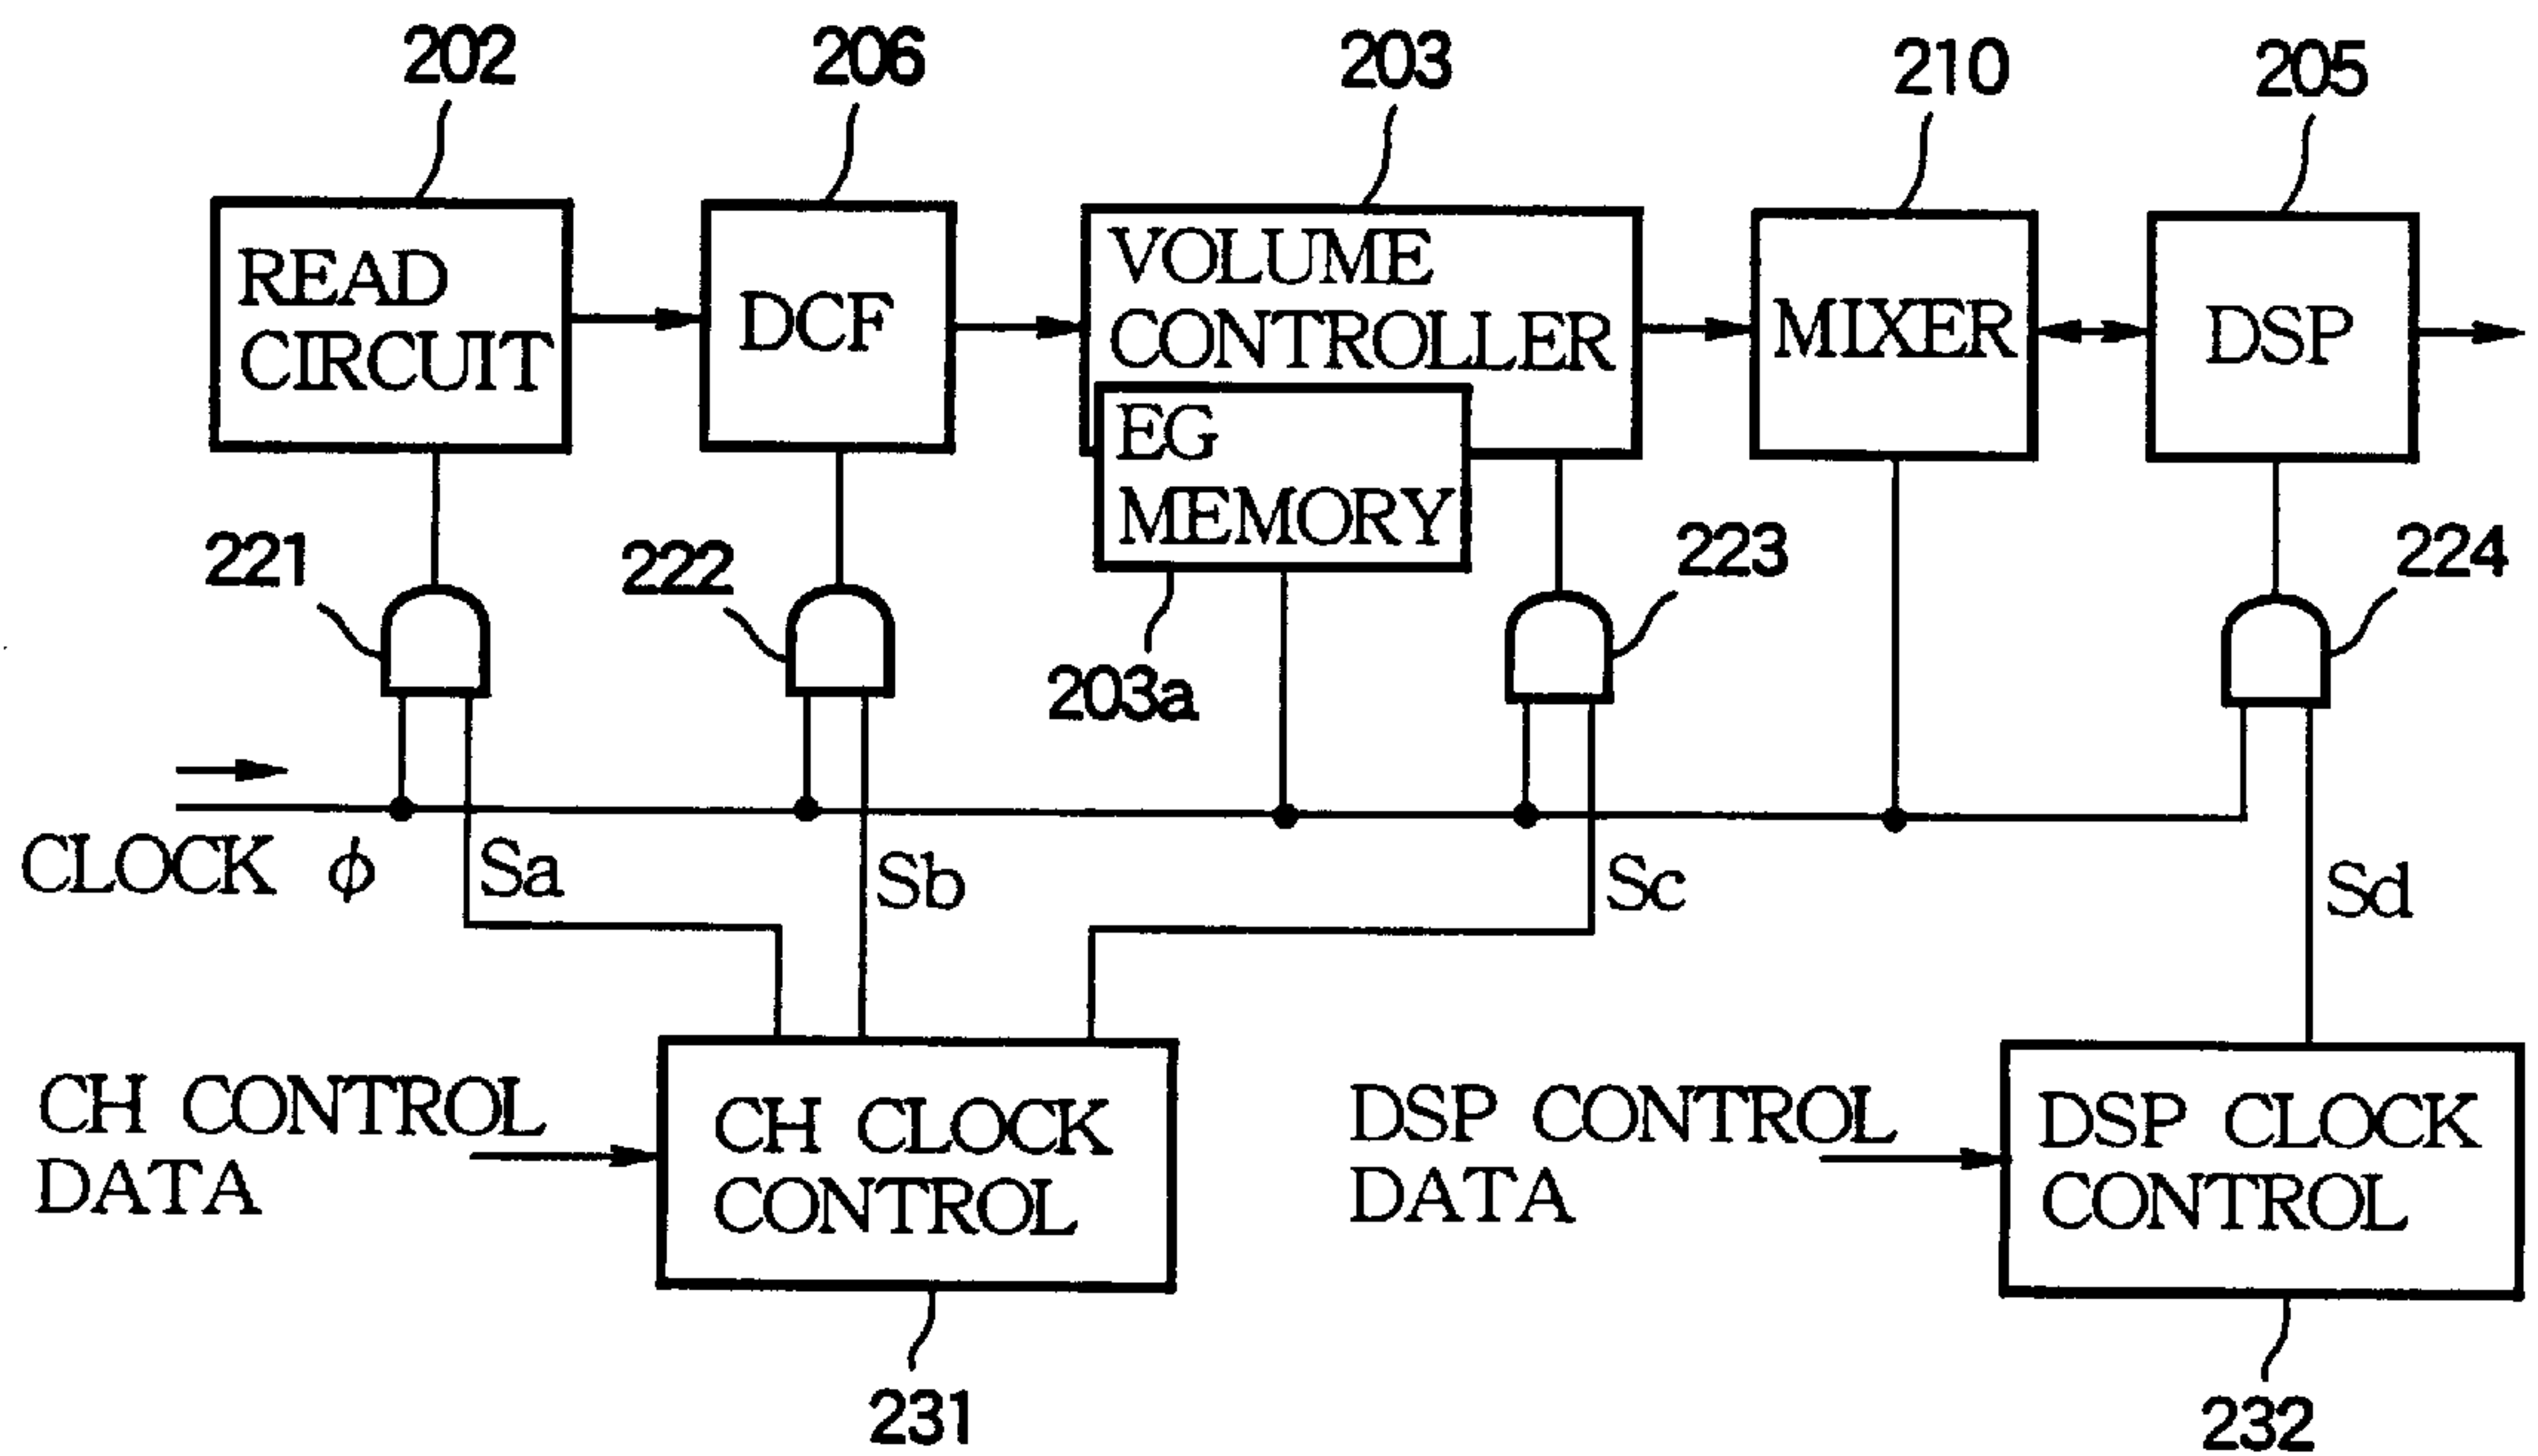 202
206
203
210
205
READ
CIRCUIT
DCF
VOLUME
CONTROLLER
EG
MEMORY
MIXER
DSP
221
222
203a
223
224
CLOCK ϕ
Sa
Sb
Sc
Sd
CH CONTROL
DATA
CH CLOCK
CONTROL
DSP CONTROL
DATA
DSP CLOCK
CONTROL
231
232